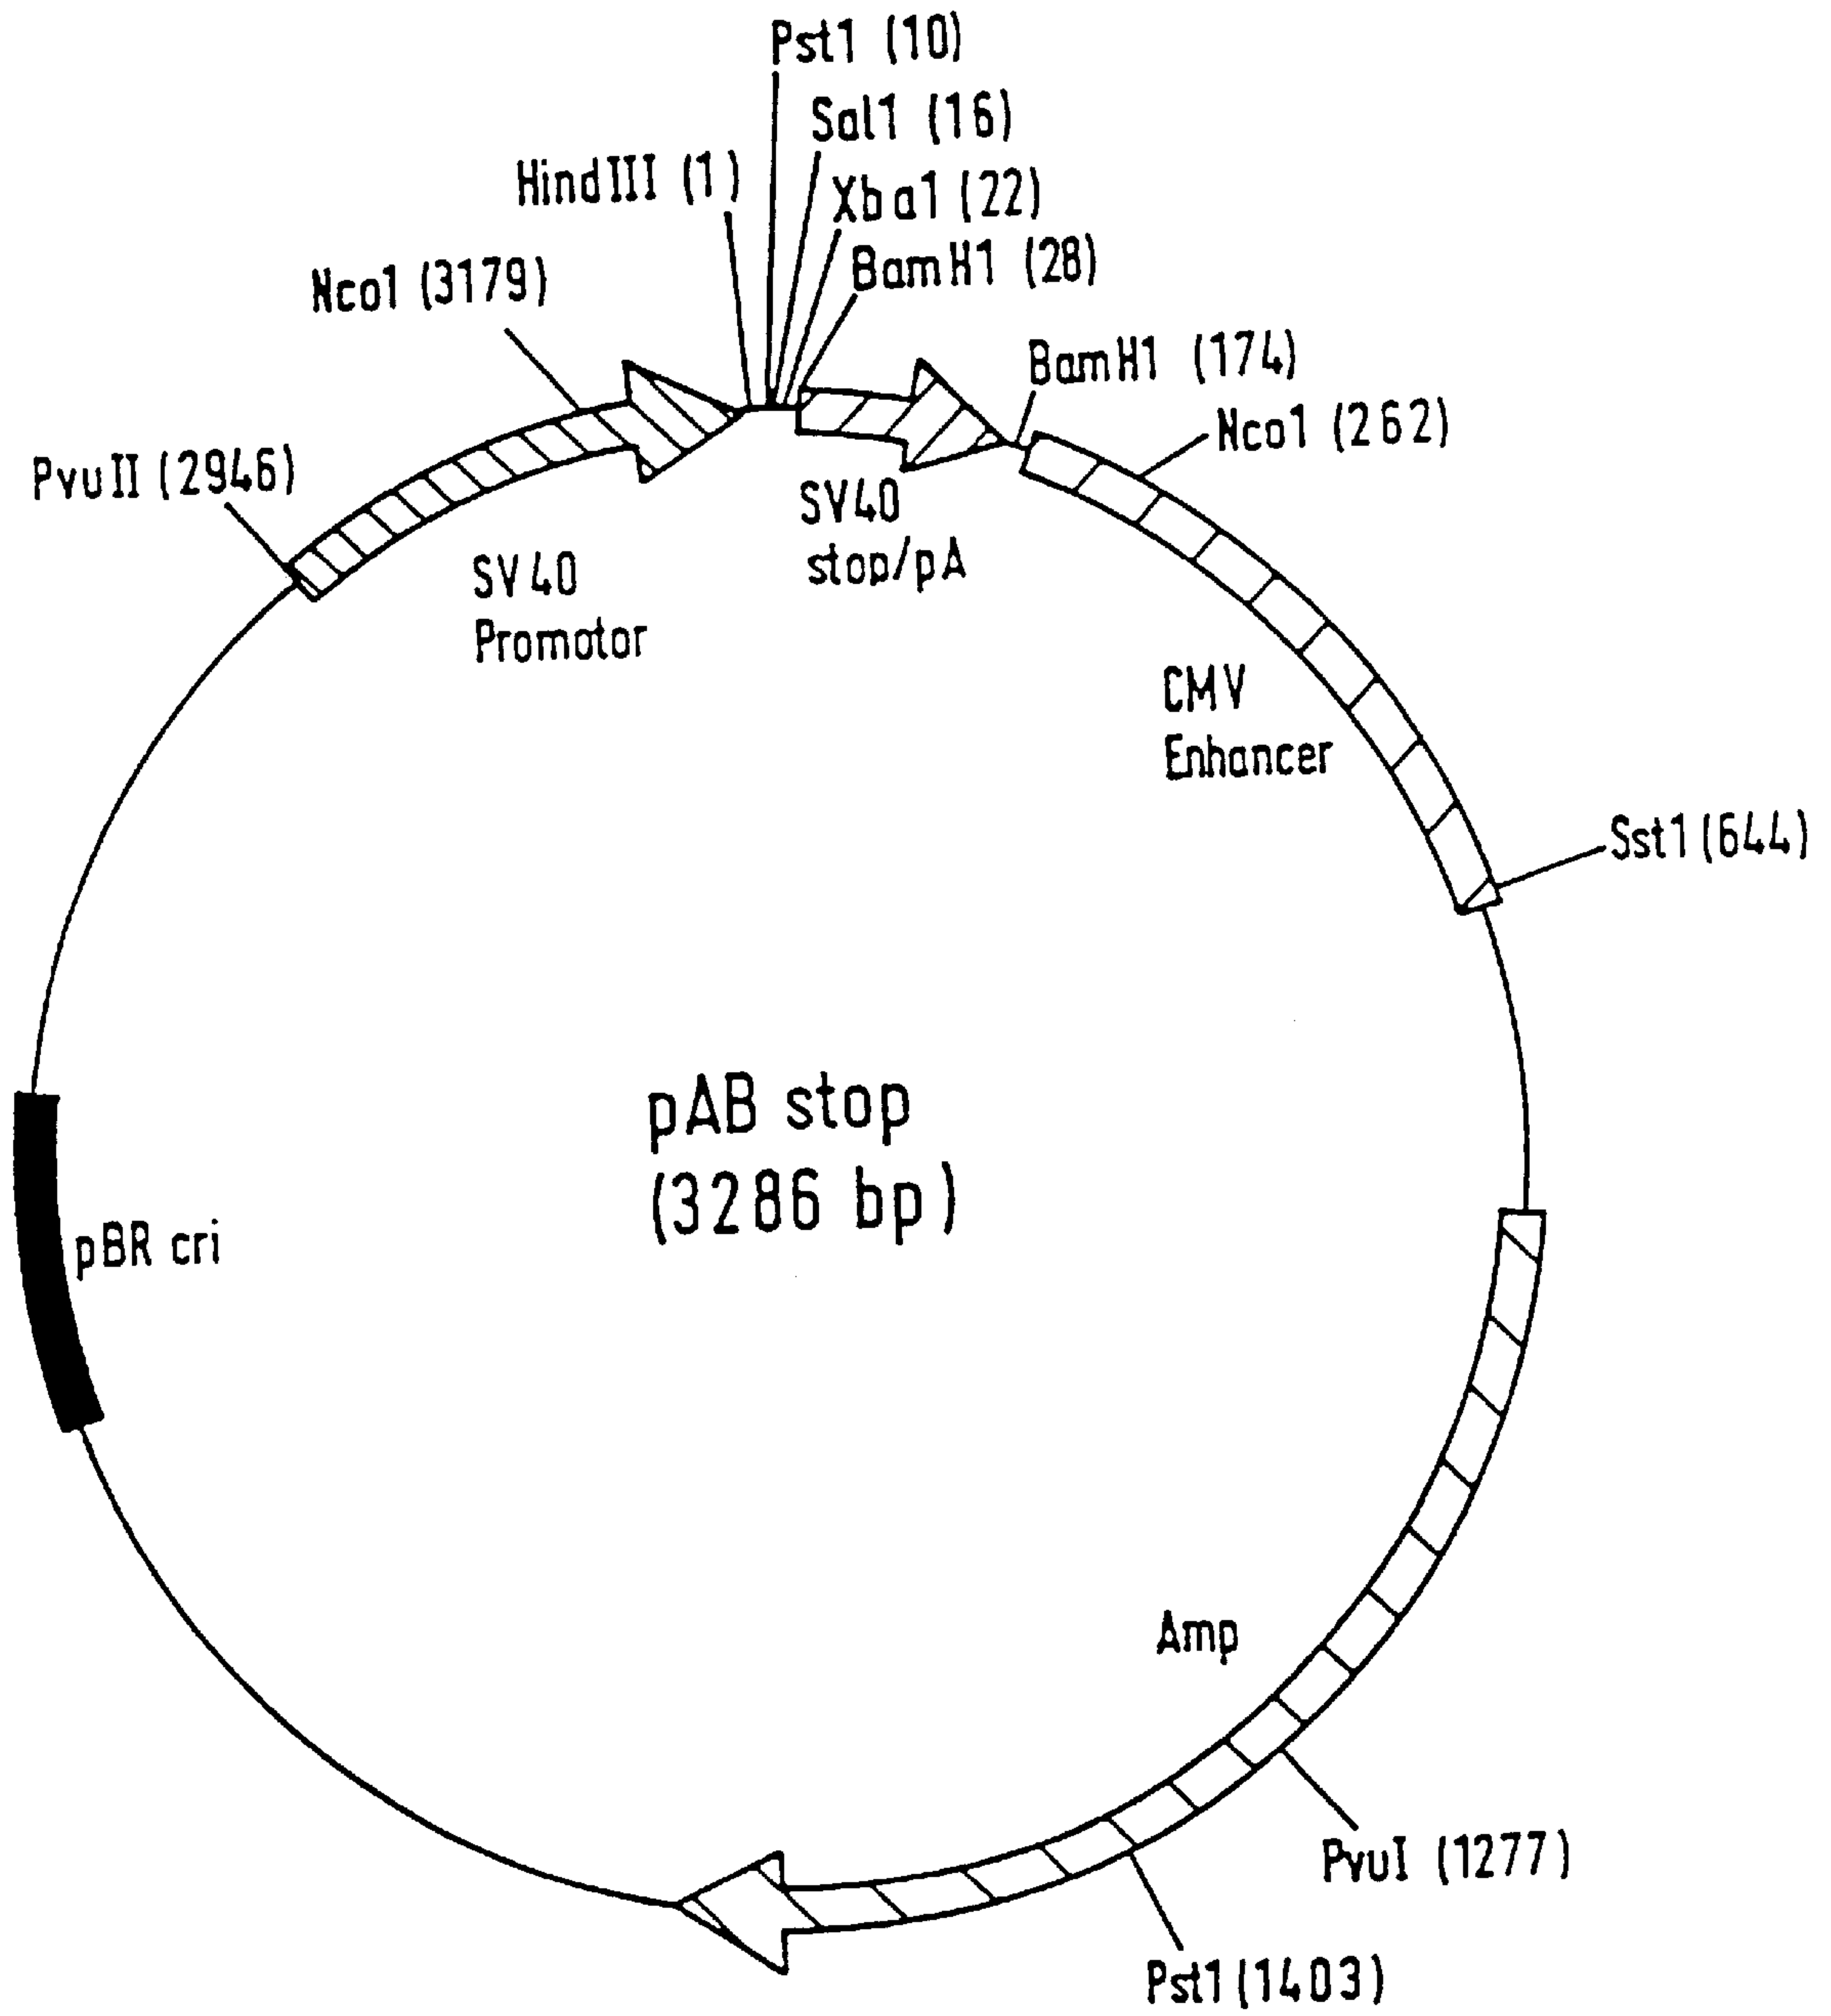 Pst1 (10)
Sal1 (16)
HindIII (1)
Xba1 (22)
BamH1 (28)
Nco1 (3179)
BamH1 (174)
Nco1 (262)
PvuII (2946)
SV40
stop/pA
SV40
Promotor
CMV
Enhancer
Sst1 (644)
pAB stop
(3286 bp)
pBR cri
Amp
PvuI (1277)
Pst1 (1403)